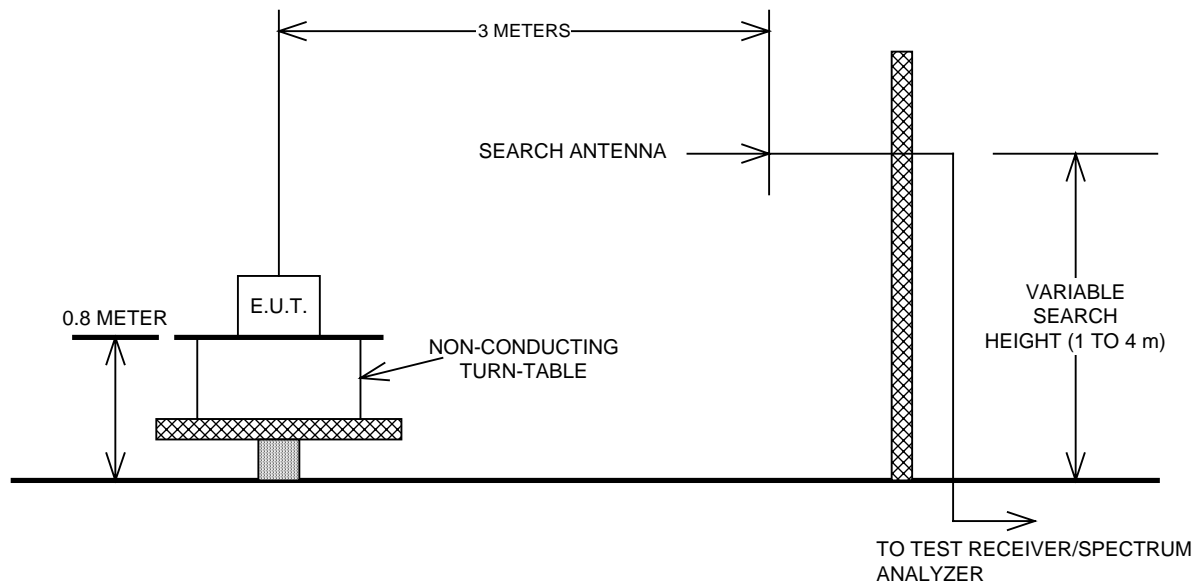 3 METERS
SEARCH ANTENNA
E.U.T.
0.8 METER
NON-CONDUCTING
TURN-TABLE
VARIABLE
SEARCH
HEIGHT (1 TO 4 m)
TO TEST RECEIVER/SPECTRUM
ANALYZER